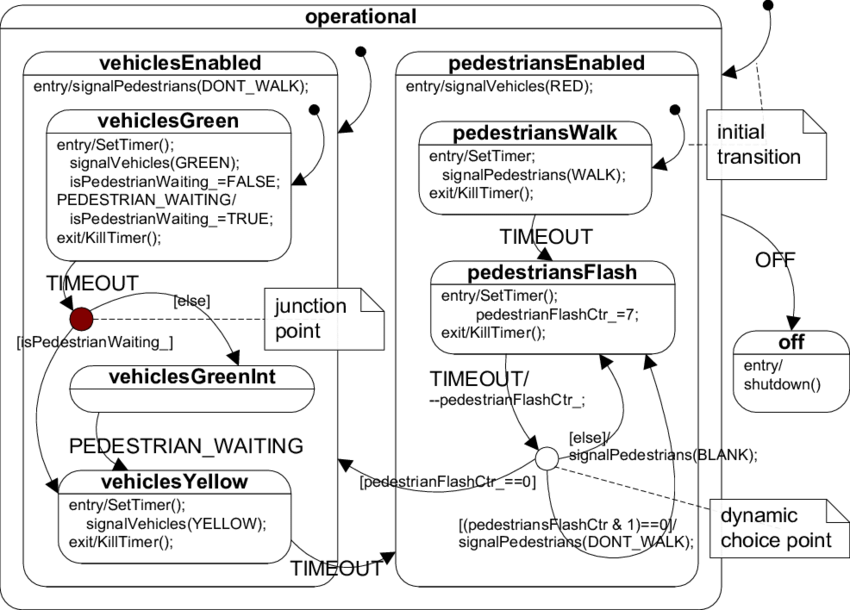 operational
vehiclesEnabled
entry/signalPedestrians(DONT_WALK);
vehiclesGreen
entry/SetTimer();
signalVehicles(GREEN);
isPedestrianWaiting_=FALSE;
PEDESTRIAN_WAITING/
isPedestrianWaiting_=TRUE;
exit/KillTimer();
TIMEOUT
[else]
junction
point
[isPedestrianWaiting_]
vehiclesGreenInt
PEDESTRIAN_WAITING
vehiclesYellow
entry/SetTimer();
signalVehicles(YELLOW);
exit/KillTimer();
TIMEOUT
pedestriansEnabled
entry/signalVehicles(RED);
pedestriansWalk
entry/SetTimer;
signalPedestrians(WALK);
exit/KillTimer();
TIMEOUT
pedestriansFlash
entry/SetTimer();
pedestrianFlashCtr_=7;
exit/KillTimer();
TIMEOUT/
--pedestrianFlashCtr_;
[else]/
signalPedestrians(BLANK);
[pedestrianFlashCtr_==0]
[(pedestriansFlashCtr & 1)==0]/
signalPedestrians(DONT_WALK);
initial
transition
OFF
off
entry/
shutdown()
dynamic
choice point